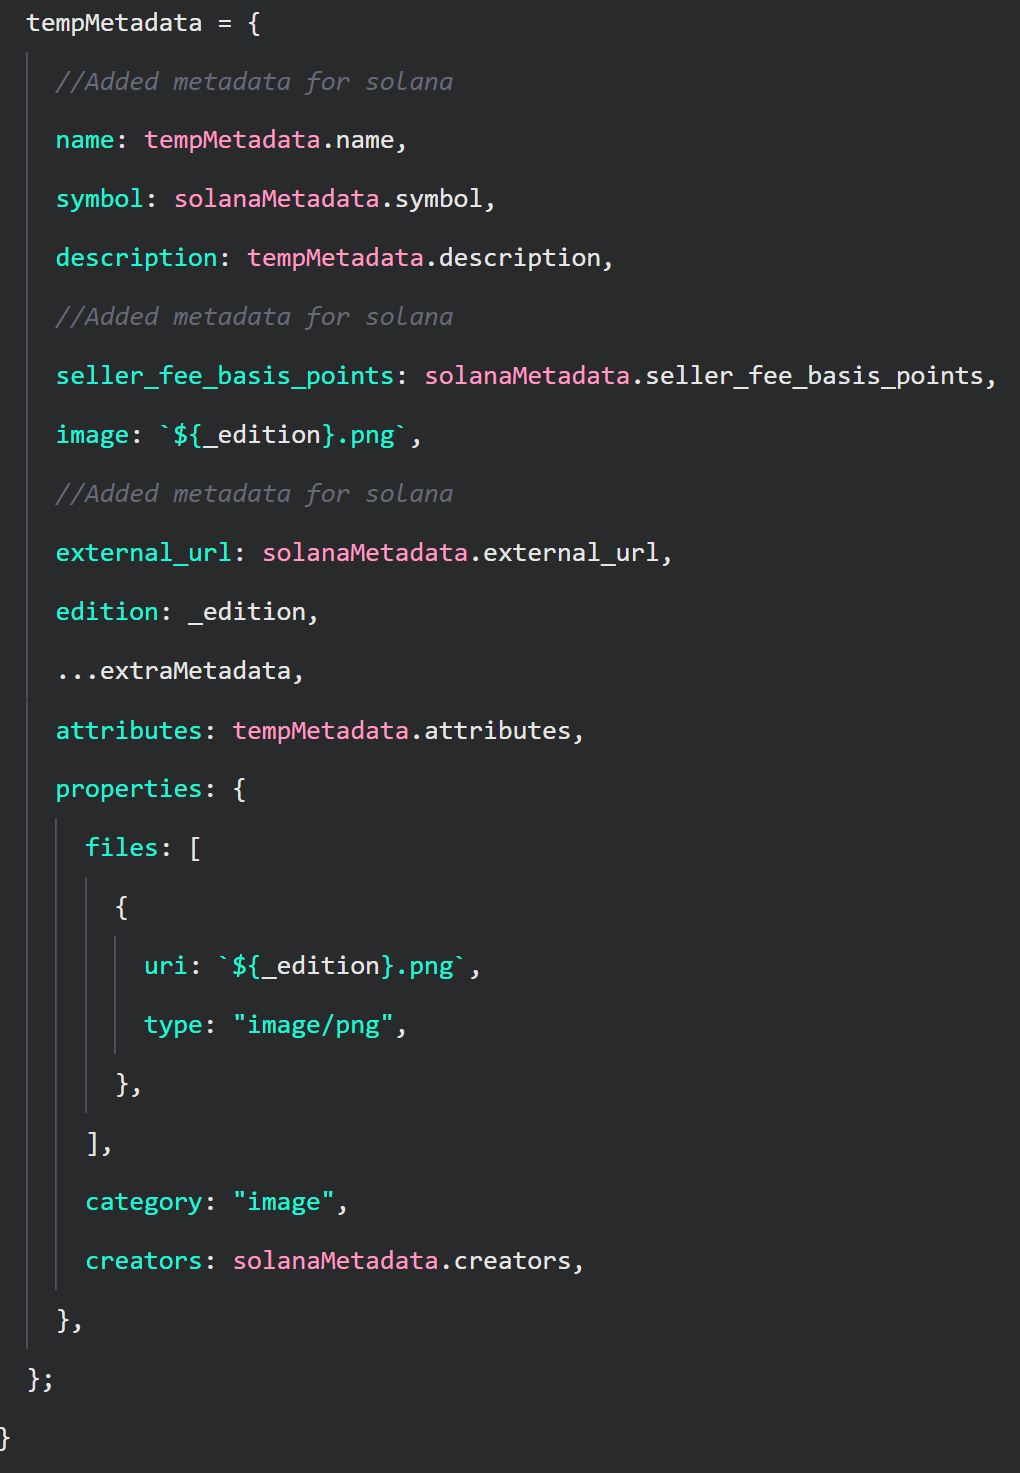 tempMetadata = {
//Added metadata for solana
name: tempMetadata.name,
symbol: solanaMetadata.symbol,
description: tempMetadata.description,
//Added metadata for solana
seller_fee_basis_points: solanaMetadata.seller_fee_basis_points,
image: `${_edition}.png`,
//Added metadata for solana
external_url: solanaMetadata.external_url,
edition: _edition,
...extraMetadata,
attributes: tempMetadata.attributes,
properties: {
files: [
{
uri: `${_edition}.png`,
type: "image/png",
},
],
category: "image",
creators: solanaMetadata.creators,
},
};
}